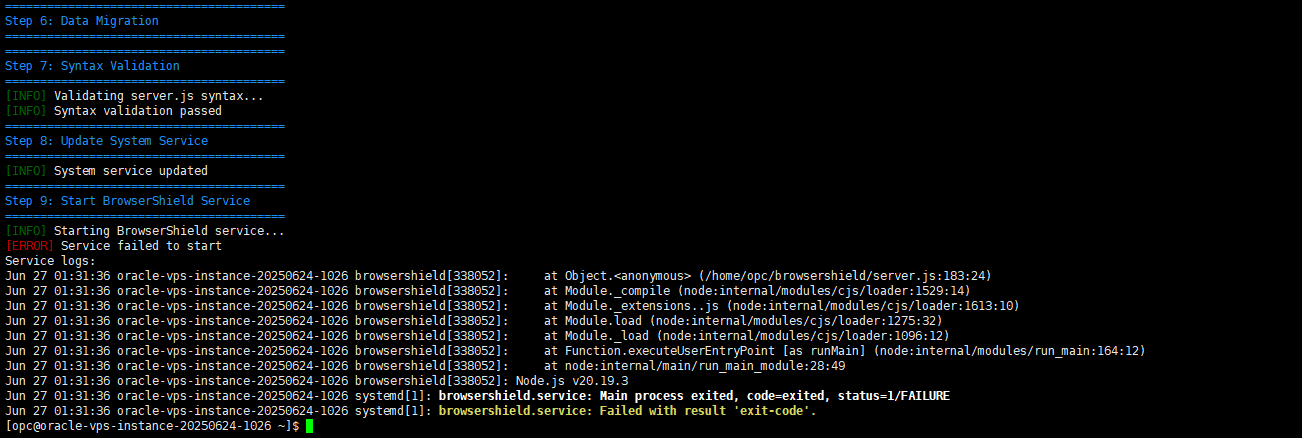 ========================================
Step 6: Data Migration
========================================
========================================
Step 7: Syntax Validation
========================================
[INFO] Validating server.js syntax...
[INFO] Syntax validation passed
========================================
Step 8: Update System Service
========================================
[INFO] System service updated
========================================
Step 9: Start BrowserShield Service
========================================
[INFO] Starting BrowserShield service...
[ERROR] Service failed to start
Service logs:
Jun 27 01:31:36 oracle-vps-instance-20250624-1026 browsershield[338052]:     at Object.<anonymous> (/home/opc/browsershield/server.js:183:24)
Jun 27 01:31:36 oracle-vps-instance-20250624-1026 browsershield[338052]:     at Module._compile (node:internal/modules/cjs/loader:1529:14)
Jun 27 01:31:36 oracle-vps-instance-20250624-1026 browsershield[338052]:     at Module._extensions..js (node:internal/modules/cjs/loader:1613:10)
Jun 27 01:31:36 oracle-vps-instance-20250624-1026 browsershield[338052]:     at Module.load (node:internal/modules/cjs/loader:1275:32)
Jun 27 01:31:36 oracle-vps-instance-20250624-1026 browsershield[338052]:     at Module._load (node:internal/modules/cjs/loader:1096:12)
Jun 27 01:31:36 oracle-vps-instance-20250624-1026 browsershield[338052]:     at Function.executeUserEntryPoint [as runMain] (node:internal/modules/run_main:164:12)
Jun 27 01:31:36 oracle-vps-instance-20250624-1026 browsershield[338052]:     at node:internal/main/run_main_module:28:49
Jun 27 01:31:36 oracle-vps-instance-20250624-1026 browsershield[338052]: Node.js v20.19.3
Jun 27 01:31:36 oracle-vps-instance-20250624-1026 systemd[1]: browsershield.service: Main process exited, code=exited, status=1/FAILURE
Jun 27 01:31:36 oracle-vps-instance-20250624-1026 systemd[1]: browsershield.service: Failed with result 'exit-code'.
[opc@oracle-vps-instance-20250624-1026 ~]$